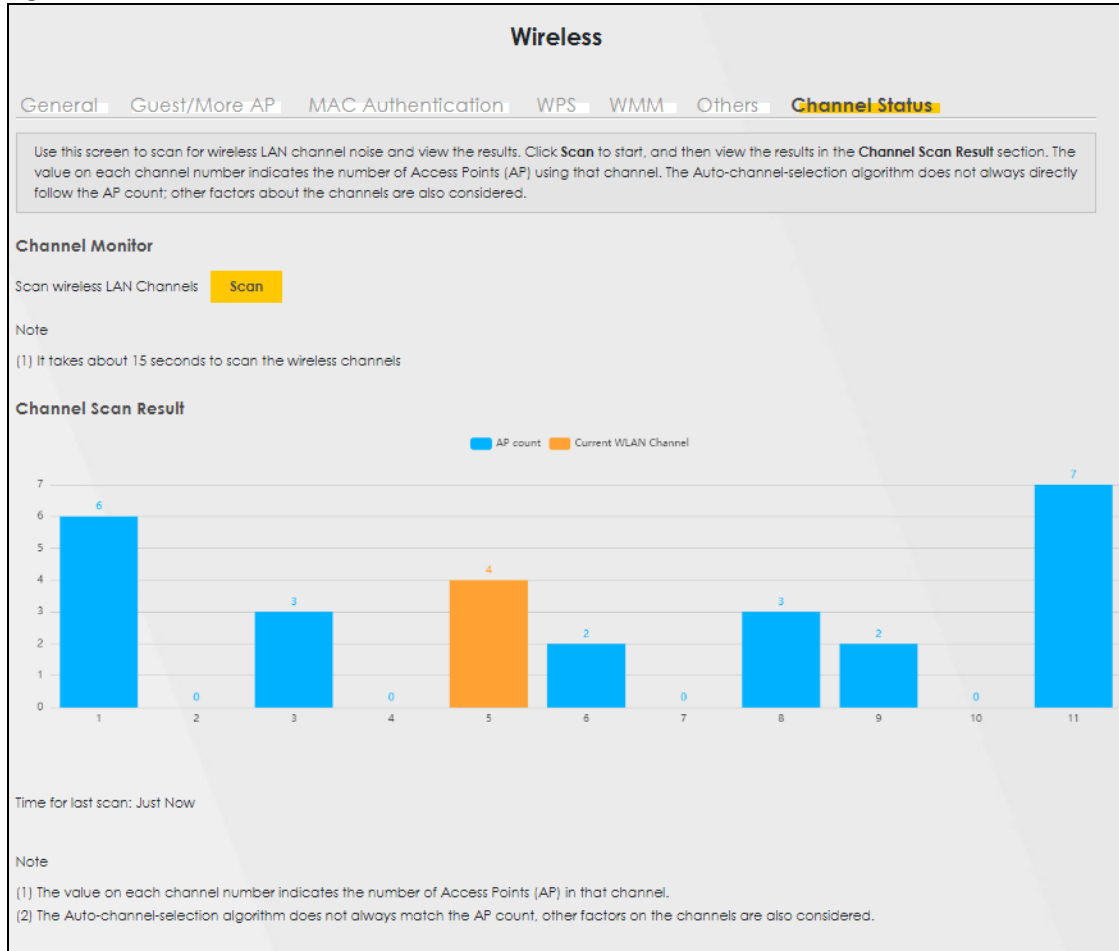 Wireless
General Guest/More AP MAC Authentication WPS WMM Others Channel Status
Use this screen to scan for wireless LAN channel noise and view the results. Click Scan to start, and then view the results in the Channel Scan Result section. The
value on each channel number indicates the number of Access Points (AP) using that channel. The Auto-channel-selection algorithm does not always directly
follow the AP count; other factors about the channels are also considered.
Channel Monitor
Scan wireless LAN Channels Scan
Note
(1) It takes about 15 seconds to scan the wireless channels
Channel Scan Result
AP count Current WLAN Channel
7
7
6
6
5
4
4
3
3
3
2
2
2
1
0
0
0
0
0
1 2 3 4 5 6 7 8 9 10 11
Time for last scan: Just Now
Note
(1) The value on each channel number indicates the number of Access Points (AP) in that channel.
(2) The Auto-channel-selection algorithm does not always match the AP count, other factors on the channels are also considered.